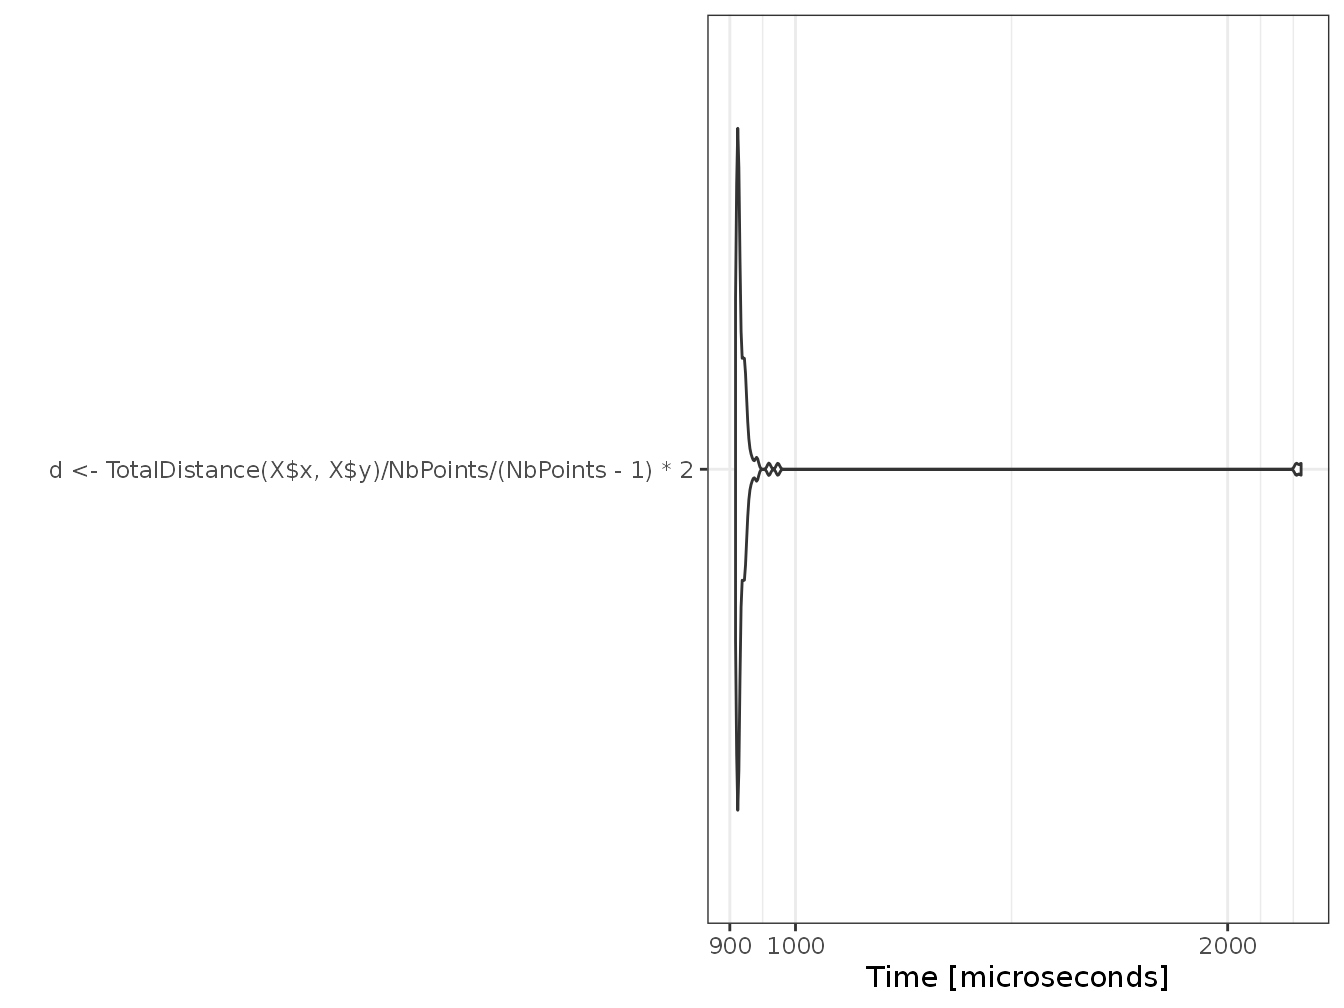 d <- TotalDistance(X$x, X$y)/NbPoints/(NbPoints - 1) * 2
900 1000 2000
Time [microseconds]